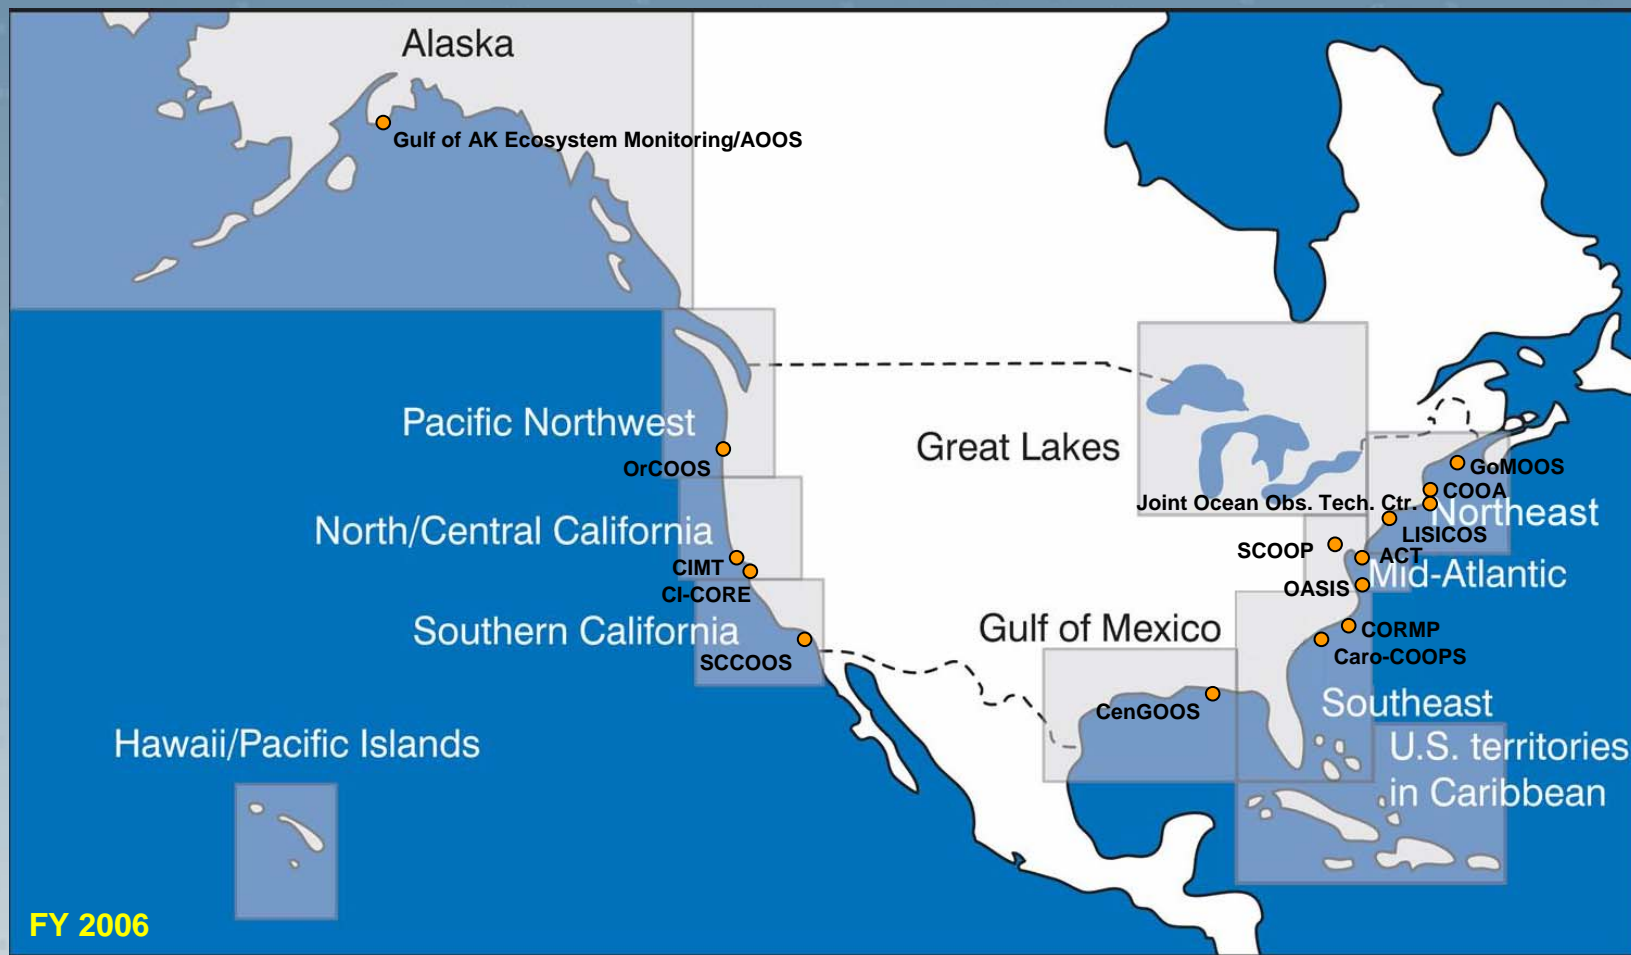 Alaska
Gulf of AK Ecosystem Monitoring/AOOS
Pacific Northwest
OrCOOS
North/Central California
CIMT
CI-CORE
Southern California
SCCOOS
Hawaii/Pacific Islands
Great Lakes
GoMOOS
COOA
Joint Ocean Obs. Tech. Ctr.
Northeast
LISICOS
SCOOP
ACT
Mid-Atlantic
OASIS
Gulf of Mexico
CORMP
Caro-COOPS
CenGOOS
Southeast
U.S. territories
in Caribbean
FY 2006